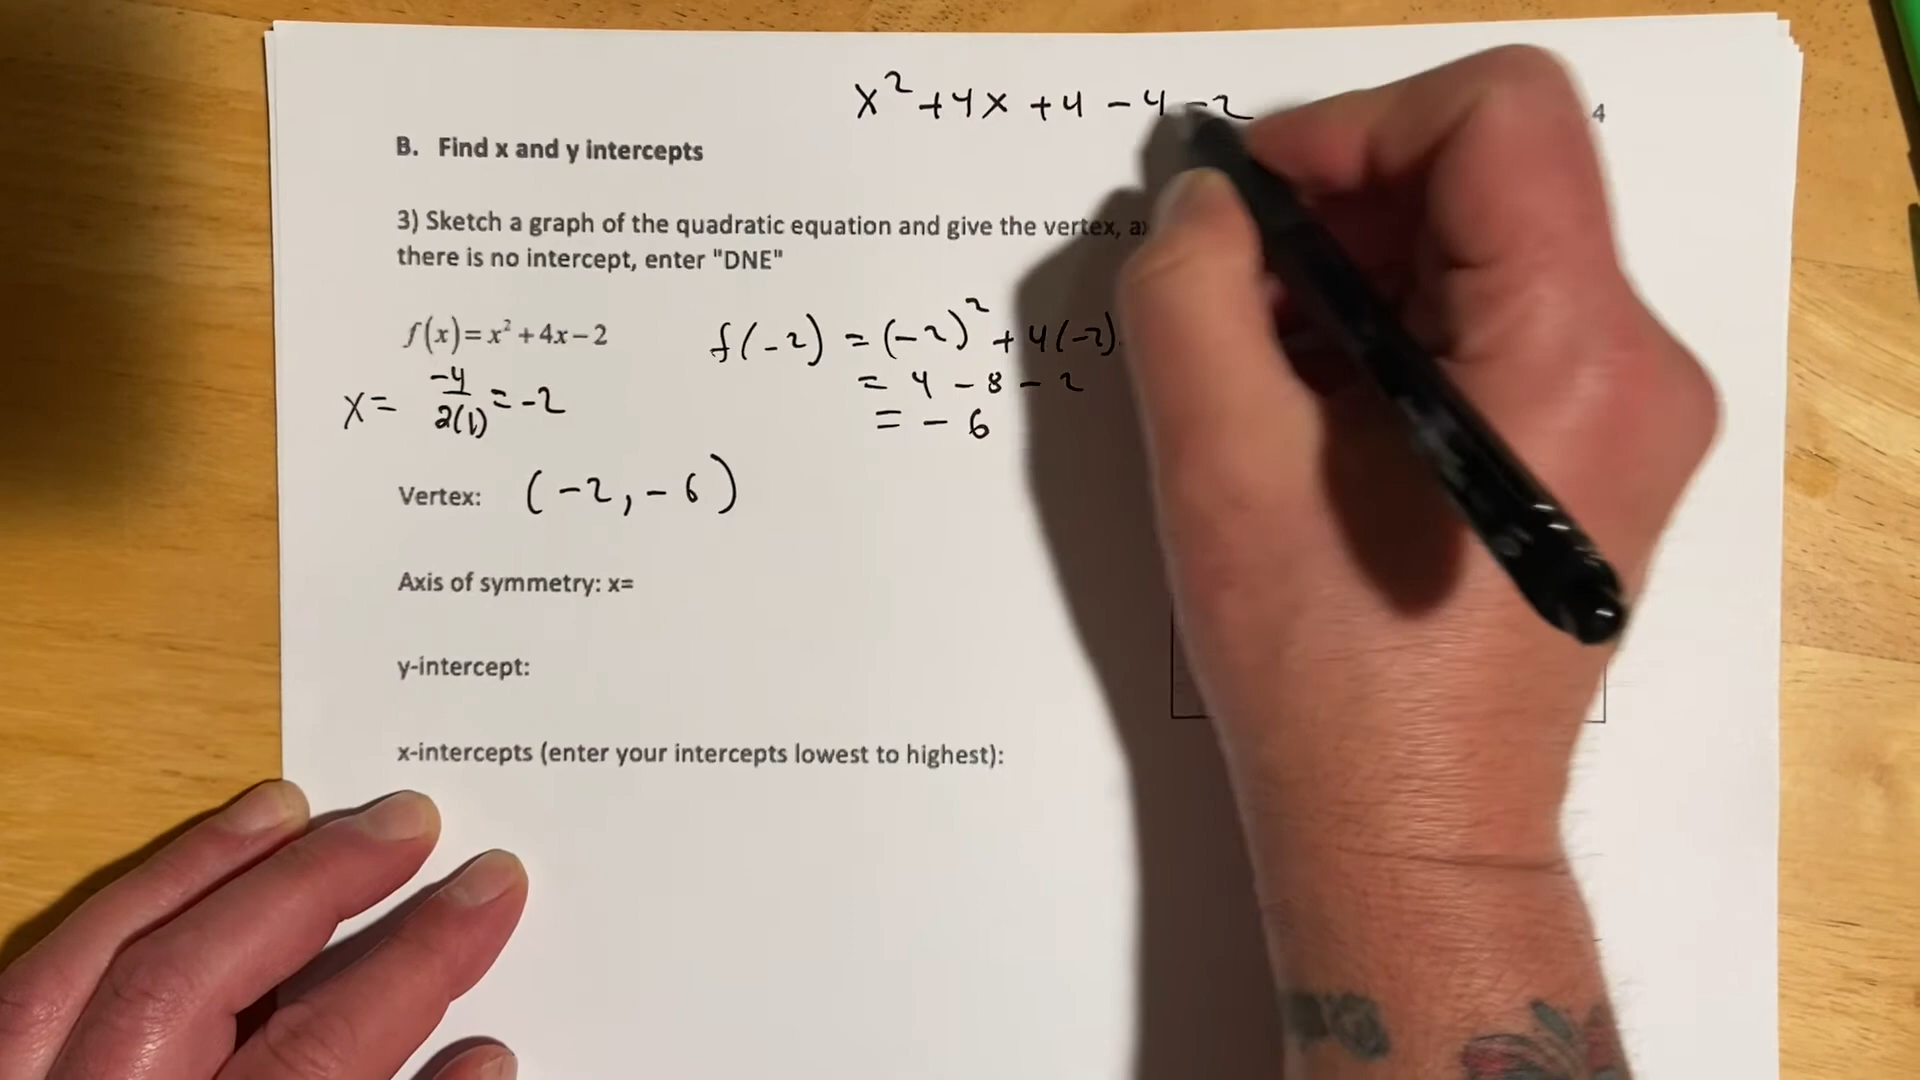 x² + 4x + 4 - 4 - 2
4
B. Find x and y intercepts
3) Sketch a graph of the quadratic equation and give the vertex,
there is no intercept, enter "DNE"
f(x)=x²+4x−2
f(-2) = (-2)² + 4(-2)
x = -4/2(1) = -2
= 4 - 8 - 2
= - 6
Vertex: (-2, -6)
Axis of symmetry: x=
y-intercept:
x-intercepts (enter your intercepts lowest to highest):